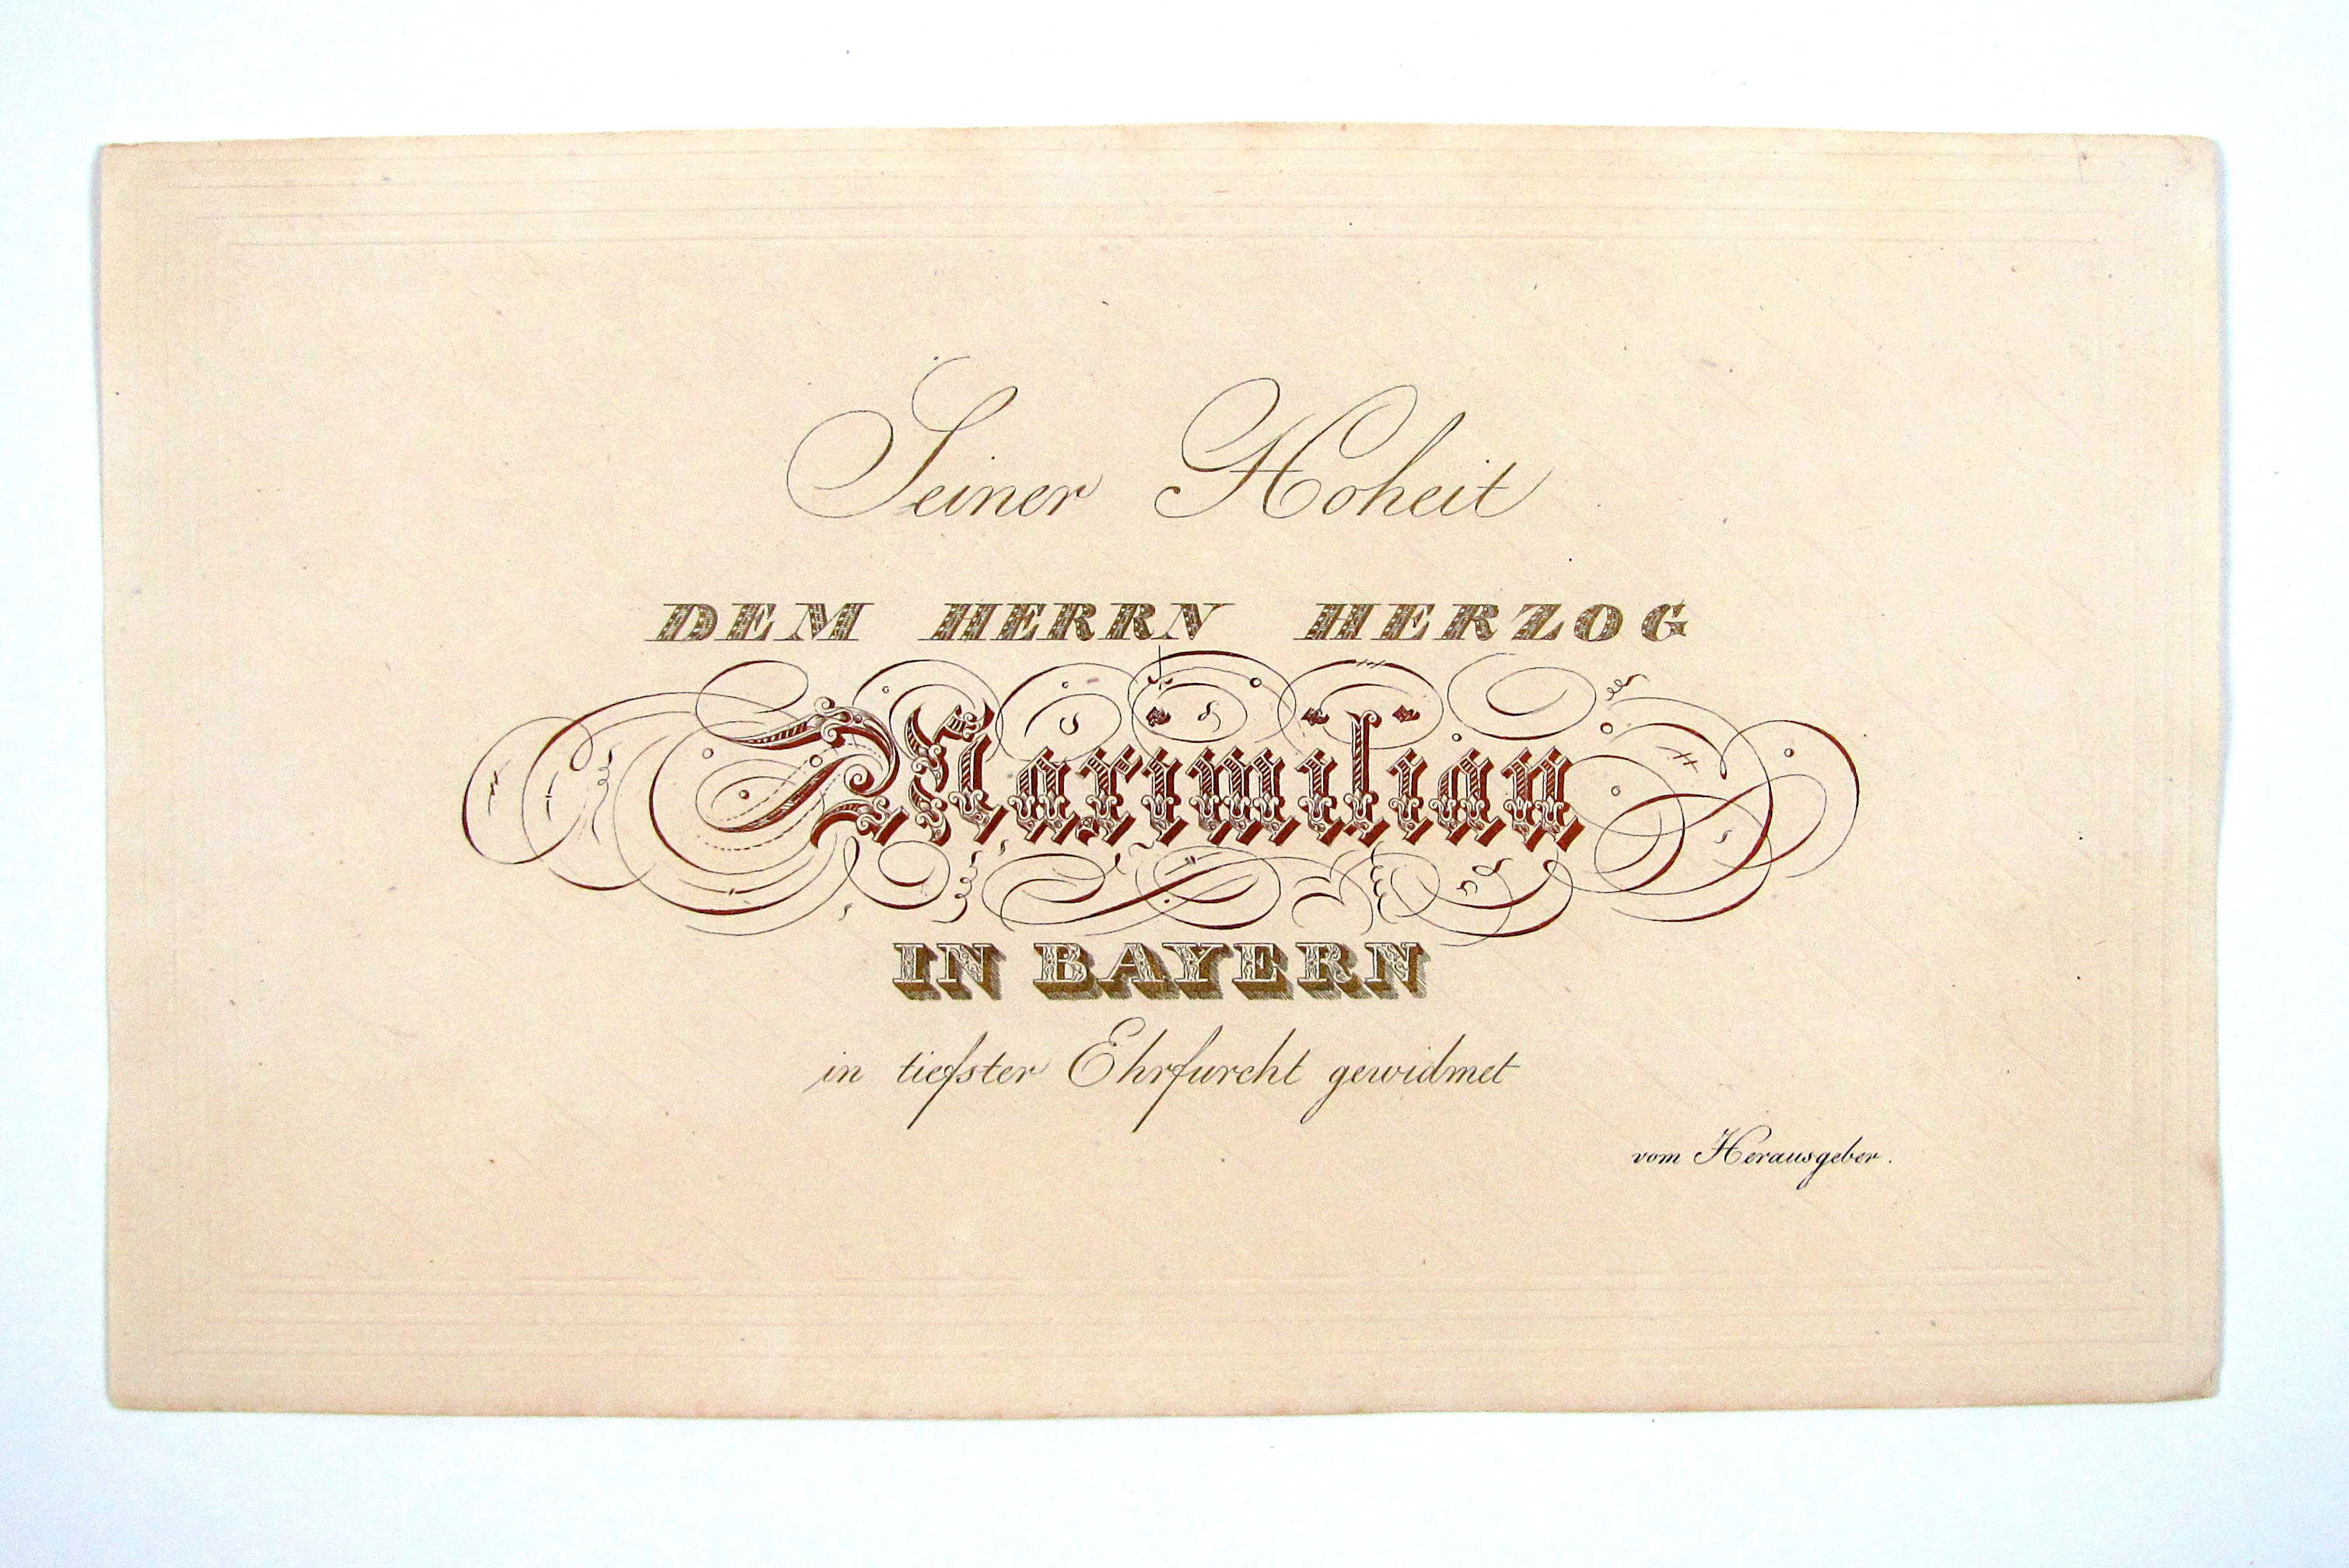 Seiner Hoheit
DEM HERRN HERZOG
Maximilian
IN BAYERN
in tiefster Ehrfurcht gewidmet
vom Herausgeber.